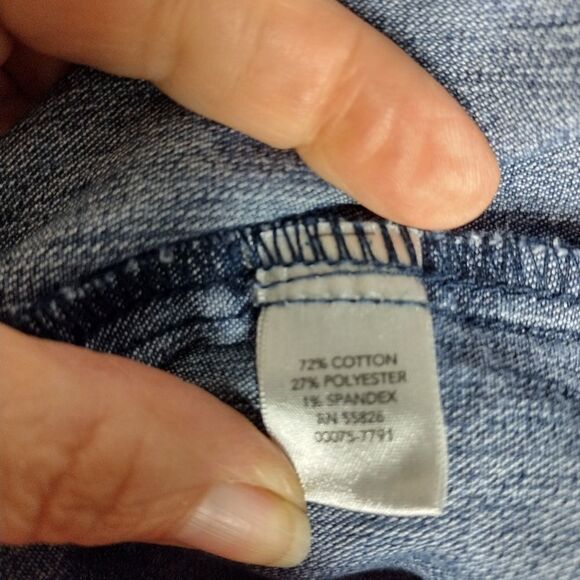 72% COTTON
27% POLYESTER
1% SPANDEX
RN 55826
00075-7791